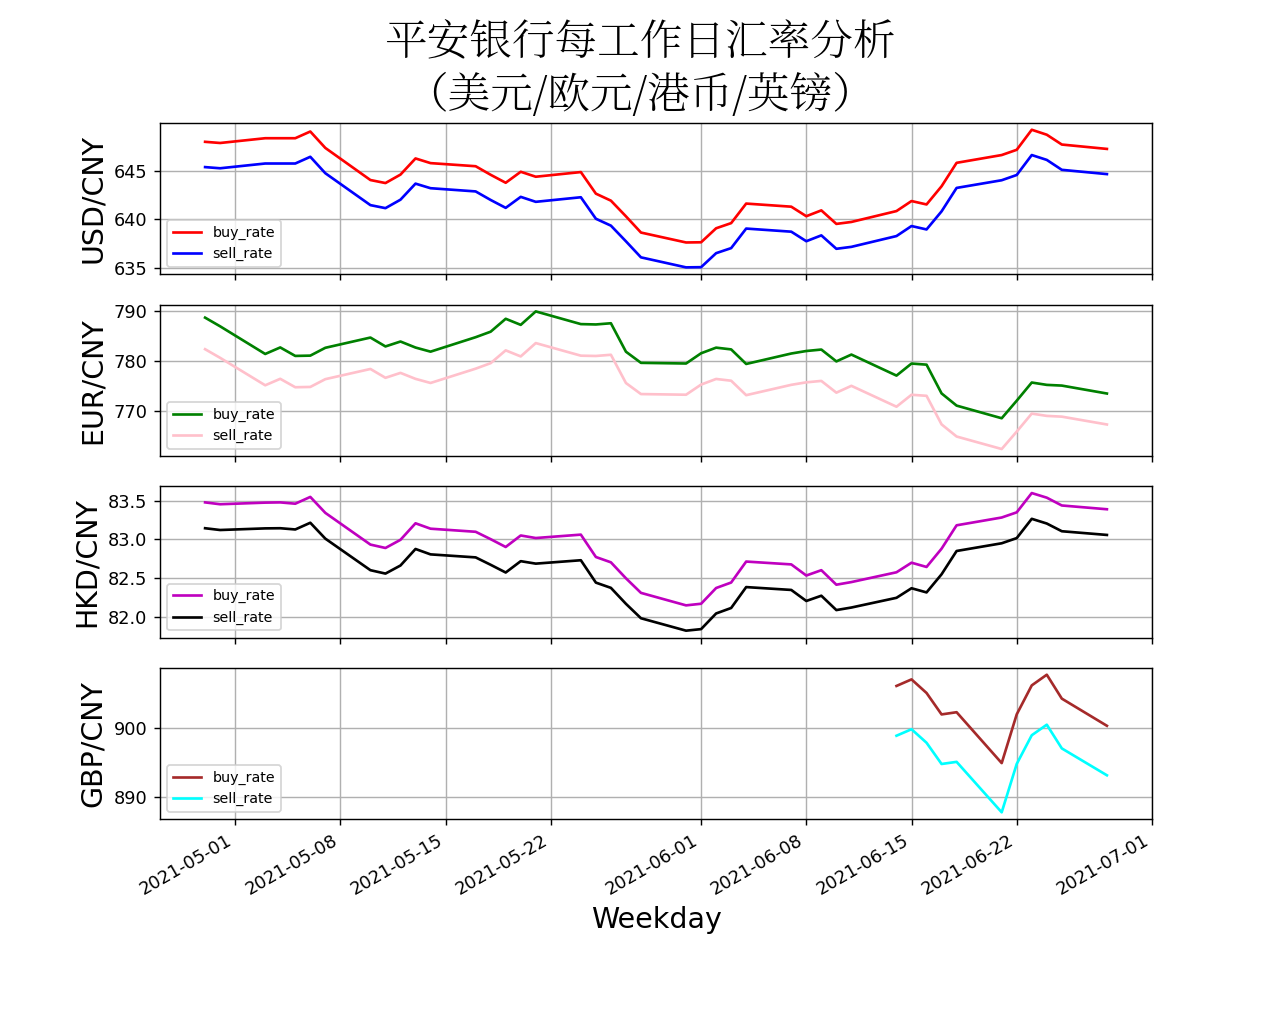 平安银行每工作日汇率分析
（美元/欧元/港币/英镑）
USD/CNY
645
640
635
buy_rate
sell_rate
EUR/CNY
790
780
770
buy_rate
sell_rate
HKD/CNY
83.5
83.0
82.5
82.0
buy_rate
sell_rate
GBP/CNY
900
890
buy_rate
sell_rate
2021-05-01
2021-05-08
2021-05-15
2021-05-22
2021-06-01
2021-06-08
2021-06-15
2021-06-22
2021-07-01
Weekday